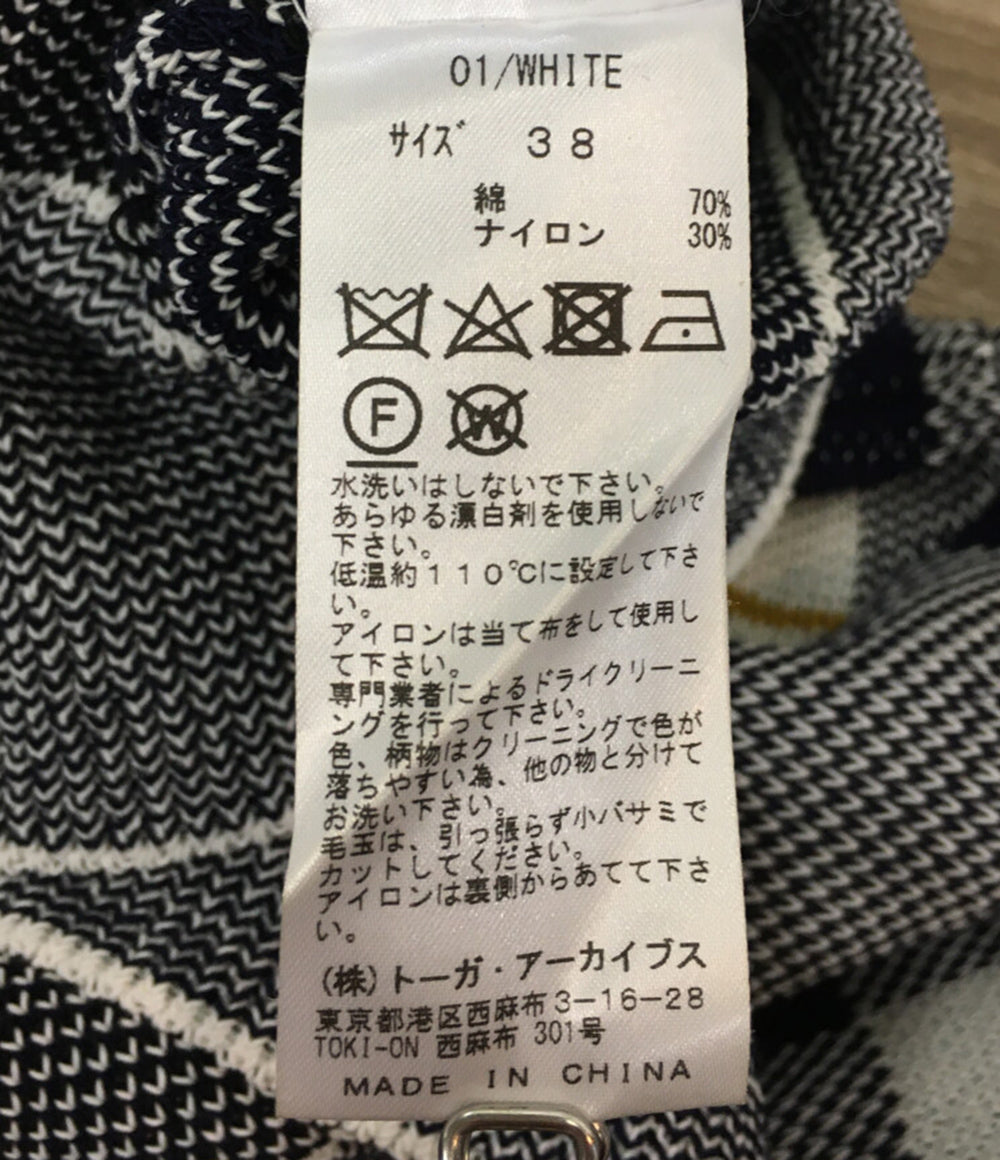 01/WHITE
サイズ 38
綿 70%
ナイロン 30%
F W
水洗いはしないで下さい。
あらゆる漂白剤を使用しないで
下さい。
低温約110℃に設定して下さ
い。
アイロンは当て布をして使用し
て下さい。
専門業者によるドライクリーニ
ングを行って下さい。
色、柄物はクリーニングで色が
落ちやすい為、他の物と分けて
お洗い下さい。
毛玉は、引っ張らず小バサミで
カットしてください。
アイロンは裏側からあてて下さ
い。
(株)トーガ・アーカイブス
東京都港区西麻布3-16-28
TOKI-ON 西麻布 301号
MADE IN CHINA